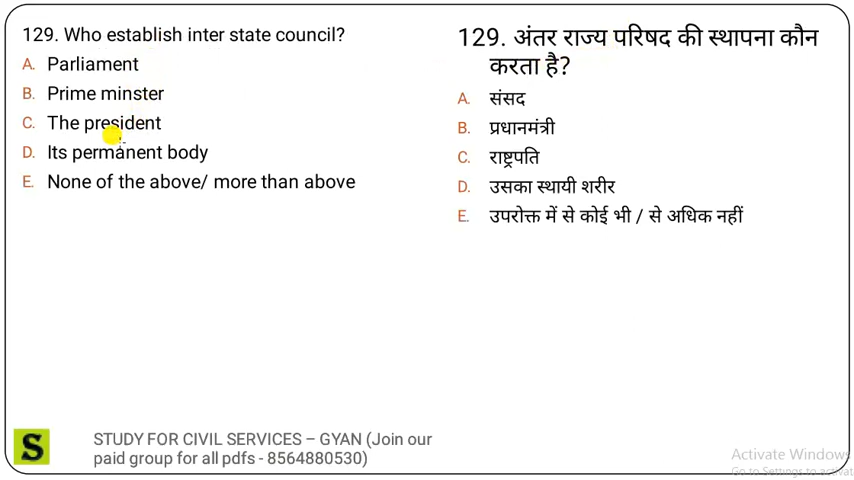 129. Who establish inter state council?
A. Parliament
B. Prime minster
C. The president
D. Its permanent body
E. None of the above/ more than above
129. अंतर राज्य परिषद की स्थापना कौन
करता है?
A. संसद
B. प्रधानमंत्री
C. राष्ट्रपति
D. उसका स्थायी शरीर
E. उपरोक्त में से कोई भी / से अधिक नहीं
S
STUDY FOR CIVIL SERVICES – GYAN (Join our
paid group for all pdfs - 8564880530)
Activate Windows
Go to Settings to activat